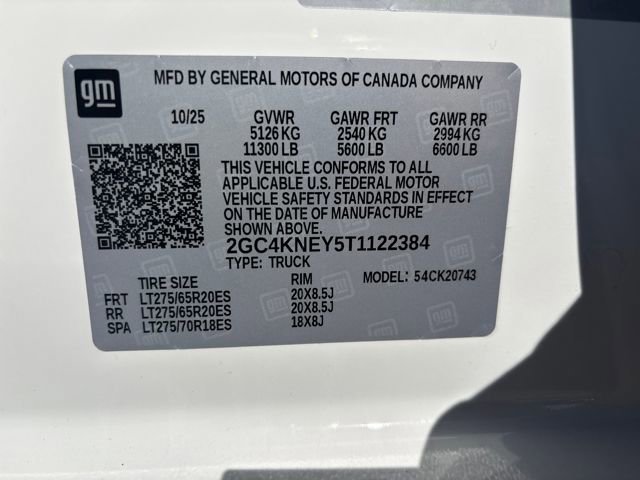 gm
MFD BY GENERAL MOTORS OF CANADA COMPANY
10/25 GVWR GAWR FRT GAWR RR
5126 KG 2540 KG 2994 KG
11300 LB 5600 LB 6600 LB
THIS VEHICLE CONFORMS TO ALL
APPLICABLE U.S. FEDERAL MOTOR
VEHICLE SAFETY STANDARDS IN EFFECT
ON THE DATE OF MANUFACTURE
SHOWN ABOVE.
2GC4KNEY5T1122384
TYPE: TRUCK
TIRE SIZE RIM MODEL: 54CK20743
FRT LT275/65R20ES 20X8.5J
RR LT275/65R20ES 20X8.5J
SPA LT275/70R18ES 18X8J